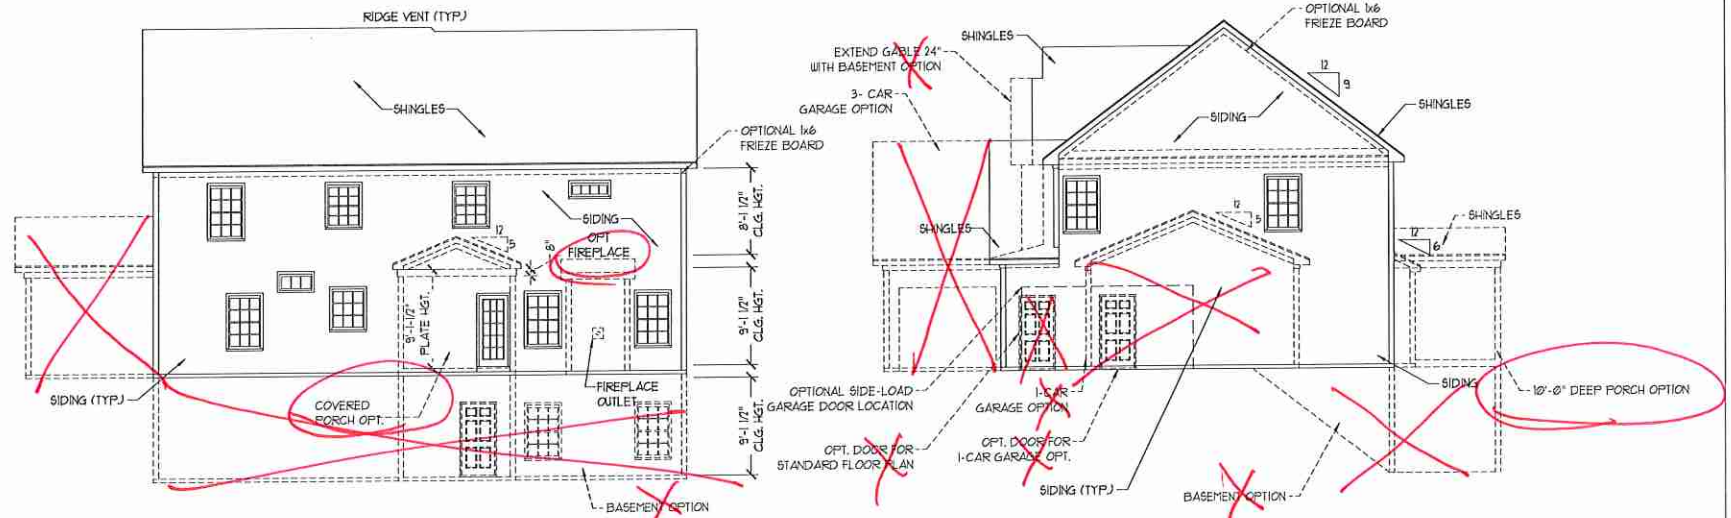 RIDGE VENT (TYP.)
SHINGLES
OPTIONAL 1x6
FRIEZE BOARD
SIDING
12
5
8"
OPT
FIREPLACE
8'-1 1/2"
CLG. HGT.
9'-1 1/2"
CLG. HGT.
9'-1 1/2"
CLG. HGT.
9'-1-1/2"
PLATE HGT.
SIDING (TYP.)
COVERED
PORCH OPT.
FIREPLACE
OUTLET
BASEMENT OPTION
OPTIONAL 1x6
FRIEZE BOARD
SHINGLES
EXTEND GABLE 24"
WITH BASEMENT OPTION
3- CAR
GARAGE OPTION
12
9
SHINGLES
SIDING
12
5
SHINGLES
SHINGLES
12
6
OPTIONAL SIDE-LOAD
GARAGE DOOR LOCATION
1-CAR
GARAGE OPTION
SIDING
10'-0" DEEP PORCH OPTION
OPT. DOOR FOR
STANDARD FLOOR PLAN
OPT. DOOR FOR
1-CAR GARAGE OPT.
SIDING (TYP.)
BASEMENT OPTION